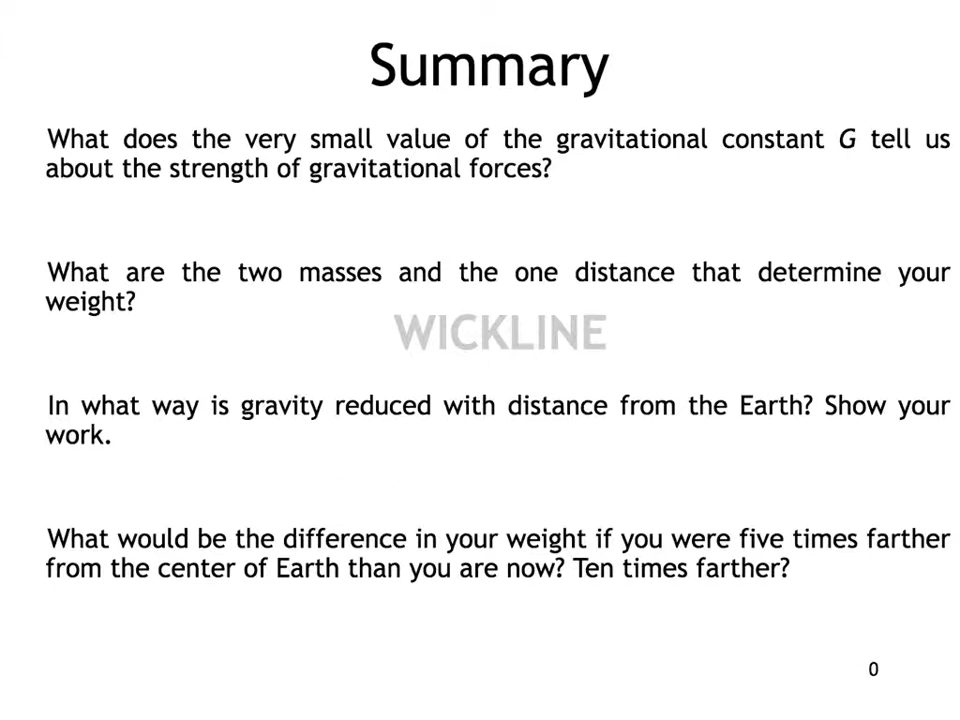 Summary
What does the very small value of the gravitational constant G tell us
about the strength of gravitational forces?
What are the two masses and the one distance that determine your
weight?
WICKLINE
In what way is gravity reduced with distance from the Earth? Show your
work.
What would be the difference in your weight if you were five times farther
from the center of Earth than you are now? Ten times farther?
0